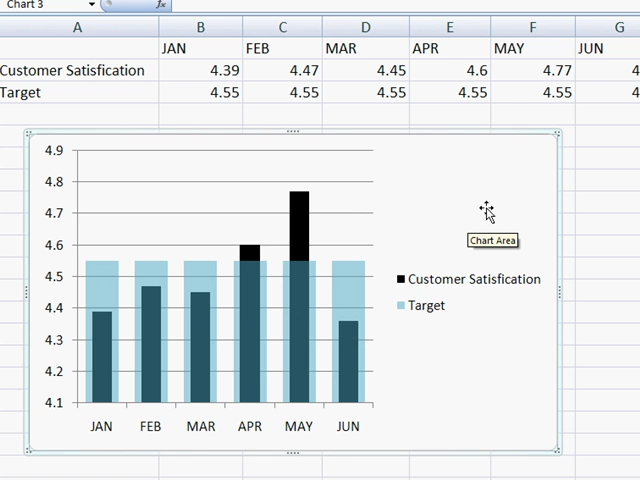 Chart 3 fx
A B C D E F G
JAN FEB MAR APR MAY JUN
Customer Satisfication 4.39 4.47 4.45 4.6 4.77 4
Target 4.55 4.55 4.55 4.55 4.55 4
4.9
4.8
4.7
4.6
Chart Area
4.5
Customer Satisfication
4.4
Target
4.3
4.2
4.1
JAN FEB MAR APR MAY JUN